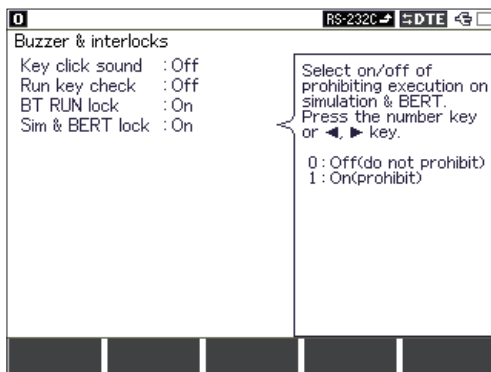 0 RS-232C DTE
Buzzer & interlocks
Key click sound : Off
Run key check : Off
BT RUN lock : On
Sim & BERT lock : On
Select on/off of
prohibiting execution on
simulation & BERT.
Press the number key
or ◀, ▶ key.
0 : Off(do not prohibit)
1 : On(prohibit)